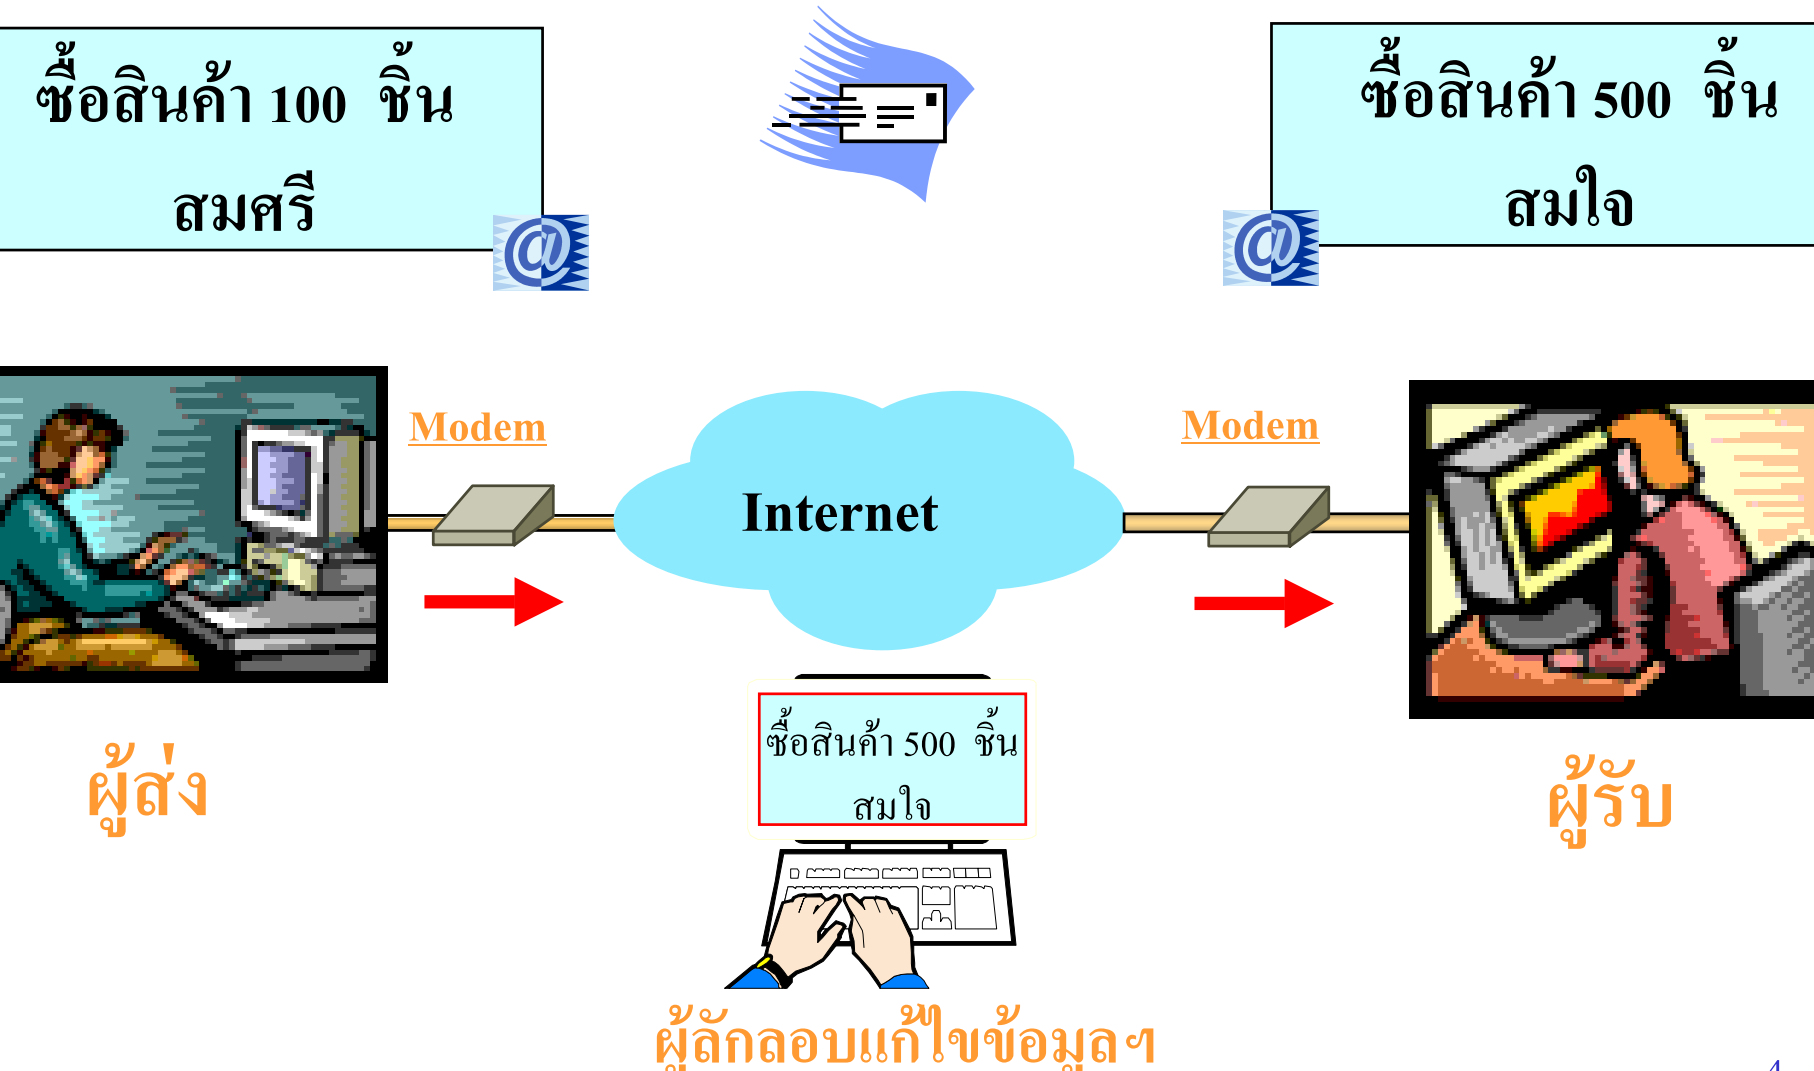 ซื้อสินค้า 100 ชิ้น
สมศรี
ซื้อสินค้า 500 ชิ้น
สมใจ
Modem
Modem
Internet
ซื้อสินค้า 500 ชิ้น
สมใจ
ผู้ส่ง
ผู้รับ
ผู้ลักลอบแก้ไขข้อมูลฯ
4